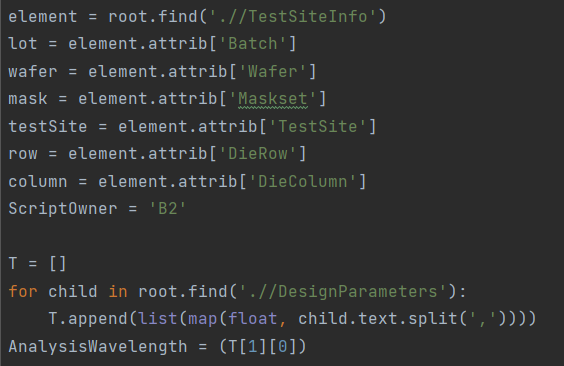 element = root.find('.//TestSiteInfo')
lot = element.attrib['Batch']
wafer = element.attrib['Wafer']
mask = element.attrib['Maskset']
testSite = element.attrib['TestSite']
row = element.attrib['DieRow']
column = element.attrib['DieColumn']
ScriptOwner = 'B2'

T = []
for child in root.find('.//DesignParameters'):
    T.append(list(map(float, child.text.split(','))))
AnalysisWavelength = (T[1][0])